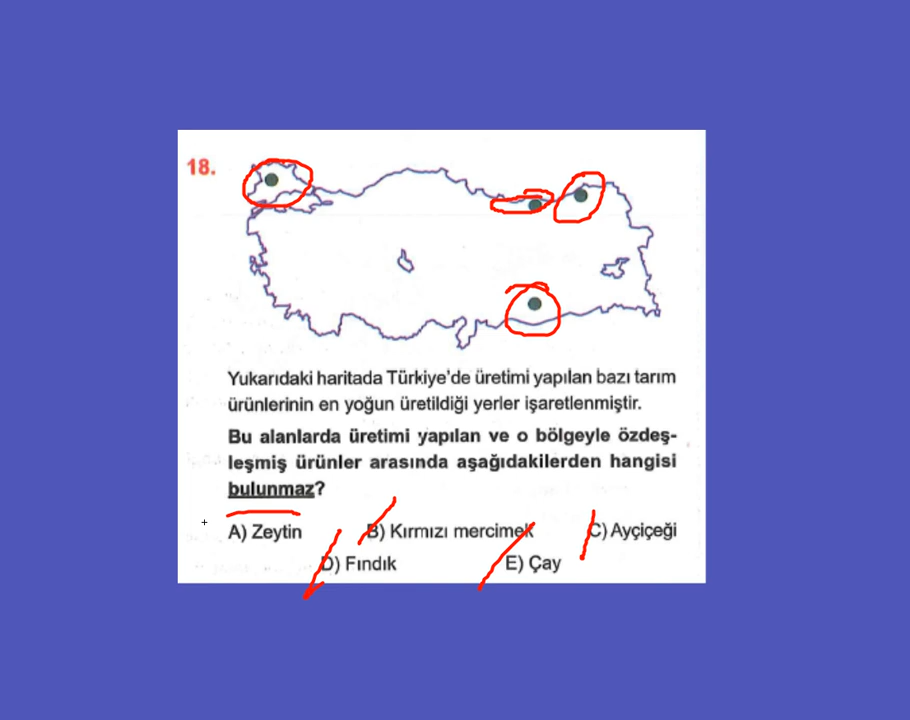 18.
Yukarıdaki haritada Türkiye'de üretimi yapılan bazı tarım
ürünlerinin en yoğun üretildiği yerler işaretlenmiştir.
Bu alanlarda üretimi yapılan ve o bölgeyle özdeş-
leşmiş ürünler arasında aşağıdakilerden hangisi
bulunmaz?
A) Zeytin B) Kırmızı mercimek C) Ayçiçeği
D) Fındık E) Çay